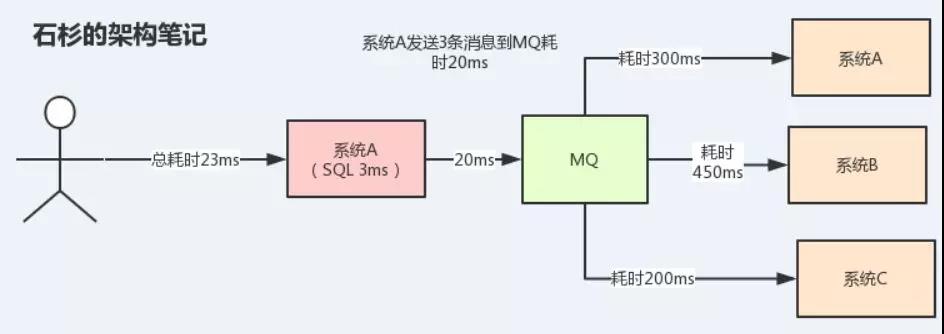 石杉的架构笔记
系统A发送3条消息到MQ耗
时20ms
总耗时23ms
系统A
（SQL 3ms）
20ms
MQ
耗时300ms
系统A
耗时
450ms
系统B
耗时200ms
系统C